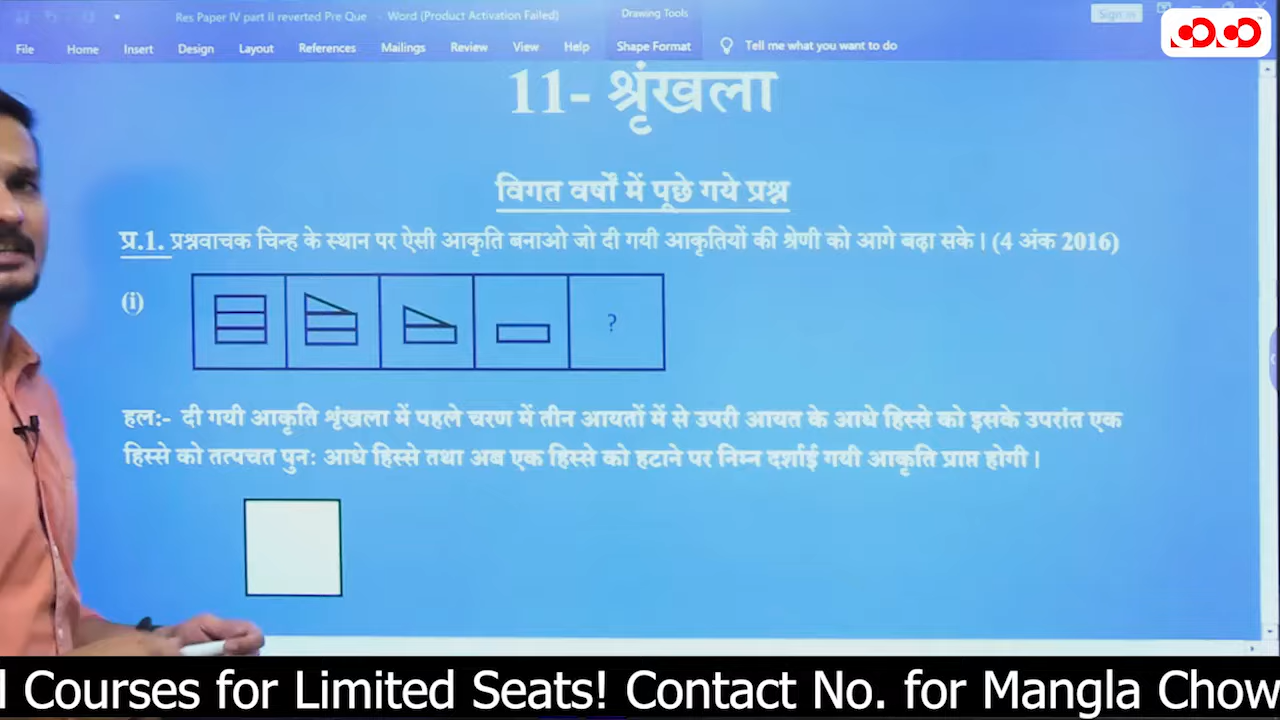 Res Paper IV part II reverted Pre Que - Word (Product Activation Failed)
Drawing Tools
Sign in
File Home Insert Design Layout References Mailings Review View Help Shape Format Tell me what you want to do
11- श्रृंखला
विगत वर्षों में पूछे गये प्रश्न
प्र.1. प्रश्नवाचक चिन्ह के स्थान पर ऐसी आकृति बनाओ जो दी गयी आकृतियों की श्रेणी को आगे बढ़ा सके। (4 अंक 2016)
(i)
?
हल:- दी गयी आकृति शृंखला में पहले चरण में तीन आयतों में से उपरी आयत के आधे हिस्से को इसके उपरांत एक
हिस्से को तत्पचत पुनः आधे हिस्से तथा अब एक हिस्से को हटाने पर निम्न दर्शाई गयी आकृति प्राप्त होगी।
Courses for Limited Seats! Contact No. for Mangla Chow